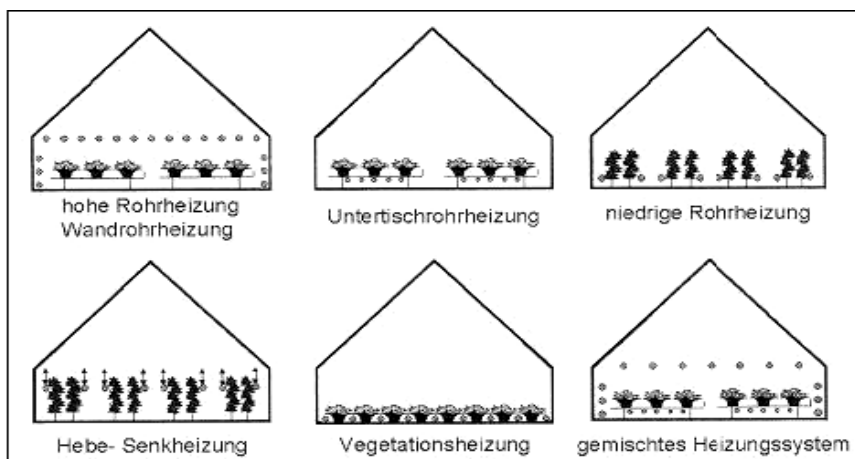 hohe Rohrheizung
Wandrohrheizung
Untertischrohrheizung
niedrige Rohrheizung
Hebe- Senkheizung
Vegetationsheizung
gemischtes Heizungssystem